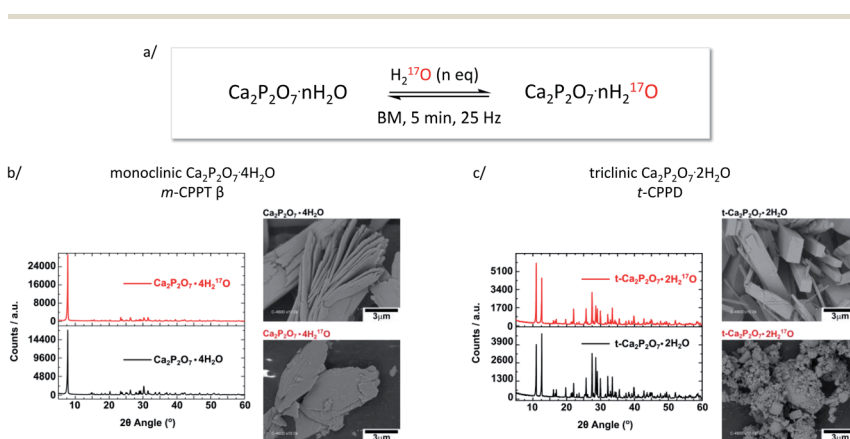 a/
H₂¹⁷O (n eq)
Ca₂P₂O₇·nH₂O
Ca₂P₂O₇·nH₂¹⁷O
BM, 5 min, 25 Hz
b/
monoclinic Ca₂P₂O₇·4H₂O
m-CPPT β
Counts / a.u.
24000
16000
8000
0
14400
9600
4800
0
Ca₂P₂O₇•4H₂¹⁷O
Ca₂P₂O₇•4H₂O
10 20 30 40 50 60
2θ Angle (º)
Ca₂P₂O₇•4H₂O
3μm
Ca₂P₂O₇•4H₂¹⁷O
3μm
c/
triclinic Ca₂P₂O₇·2H₂O
t-CPPD
Counts / a.u.
5100
3400
1700
0
3900
2600
1300
0
t-Ca₂P₂O₇•2H₂¹⁷O
t-Ca₂P₂O₇•2H₂O
10 20 30 40 50 60
2θ Angle (º)
t-Ca₂P₂O₇•2H₂O
3μm
t-Ca₂P₂O₇•2H₂¹⁷O
3μm